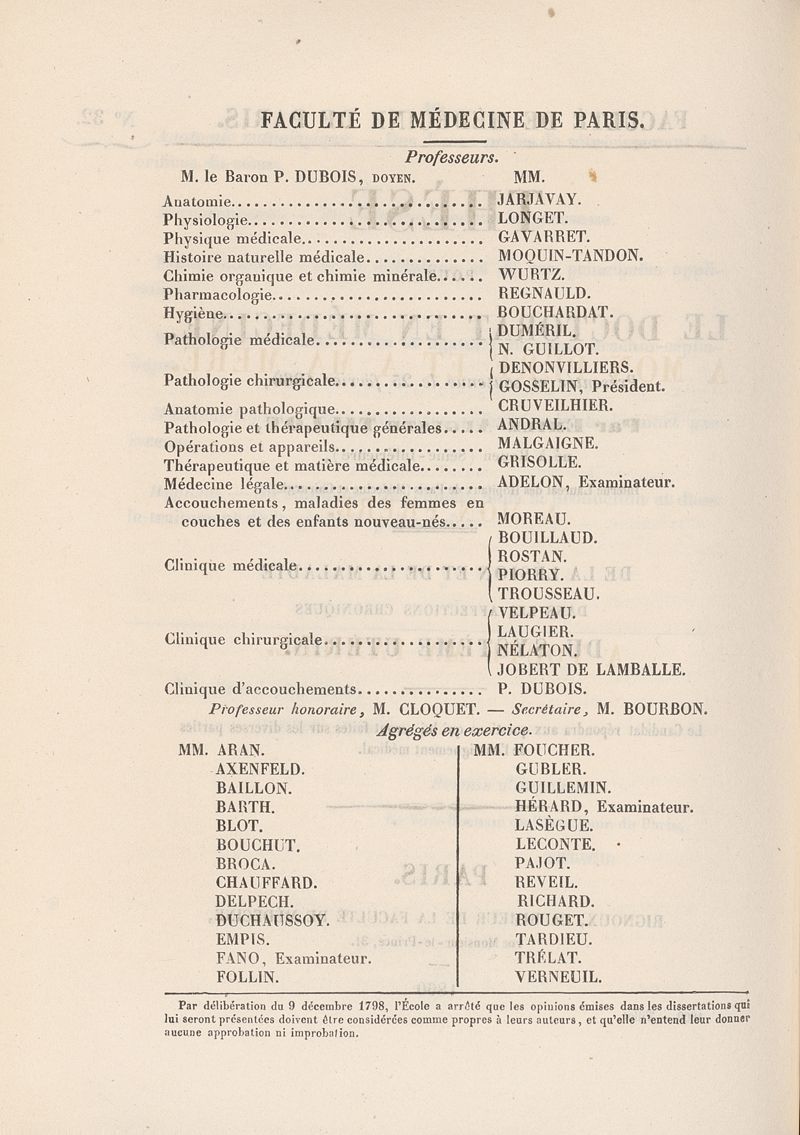 FACULTÉ DE MÉDECINE DE PARIS.
Professeurs.
M. le Baron P. DUBOIS, DOYEN. MM.
Anatomie.............................. JARJAVAY.
Physiologie............................ LONGET.
Physique médicale...................... GAVARRET.
Histoire naturelle médicale............... MOQUIN-TANDON.
Chimie organique et chimie minérale...... WURTZ.
Pharmacologie.......................... REGNAULD.
Hygiène............................... BOUCHARDAT.
Pathologie médicale..................... DUMÉRIL.
N. GUILLOT.
Pathologie chirurgicale................... DENONVILLIERS.
GOSSELIN, Président.
Anatomie pathologique................... CRUVEILHIER.
Pathologie et thérapeutique générales..... ANDRAL.
Opérations et appareils................... MALGAIGNE.
Thérapeutique et matière médicale........ GRISOLLE.
Médecine légale......................... ADELON, Examinateur.
Accouchements, maladies des femmes en
couches et des enfants nouveau-nés..... MOREAU.
Clinique médicale....................... BOUILLAUD.
ROSTAN.
PIORRY.
TROUSSEAU.
Clinique chirurgicale.................... VELPEAU.
LAUGIER.
NÉLATON.
JOBERT DE LAMBALLE.
Clinique d'accouchements................ P. DUBOIS.
Professeur honoraire, M. CLOQUET. — Secrétaire, M. BOURBON.
Agrégés en exercice.
MM. ARAN.
AXENFELD.
BAILLON.
BARTH.
BLOT.
BOUCHUT.
BROCA.
CHAUFFARD.
DELPECH.
DUCHAUSSOY.
EMPIS.
FANO, Examinateur.
FOLLIN.
MM. FOUCHER.
GUBLER.
GUILLEMIN.
HÉRARD, Examinateur.
LASÈGUE.
LECONTE.
PAJOT.
REVEIL.
RICHARD.
ROUGET.
TARDIEU.
TRÉLAT.
VERNEUIL.
Par délibération du 9 décembre 1798, l'École a arrêté que les opinions émises dans les dissertations qui
lui seront présentées doivent être considérées comme propres à leurs auteurs, et qu'elle n'entend leur donner
aucune approbation ni improbation.